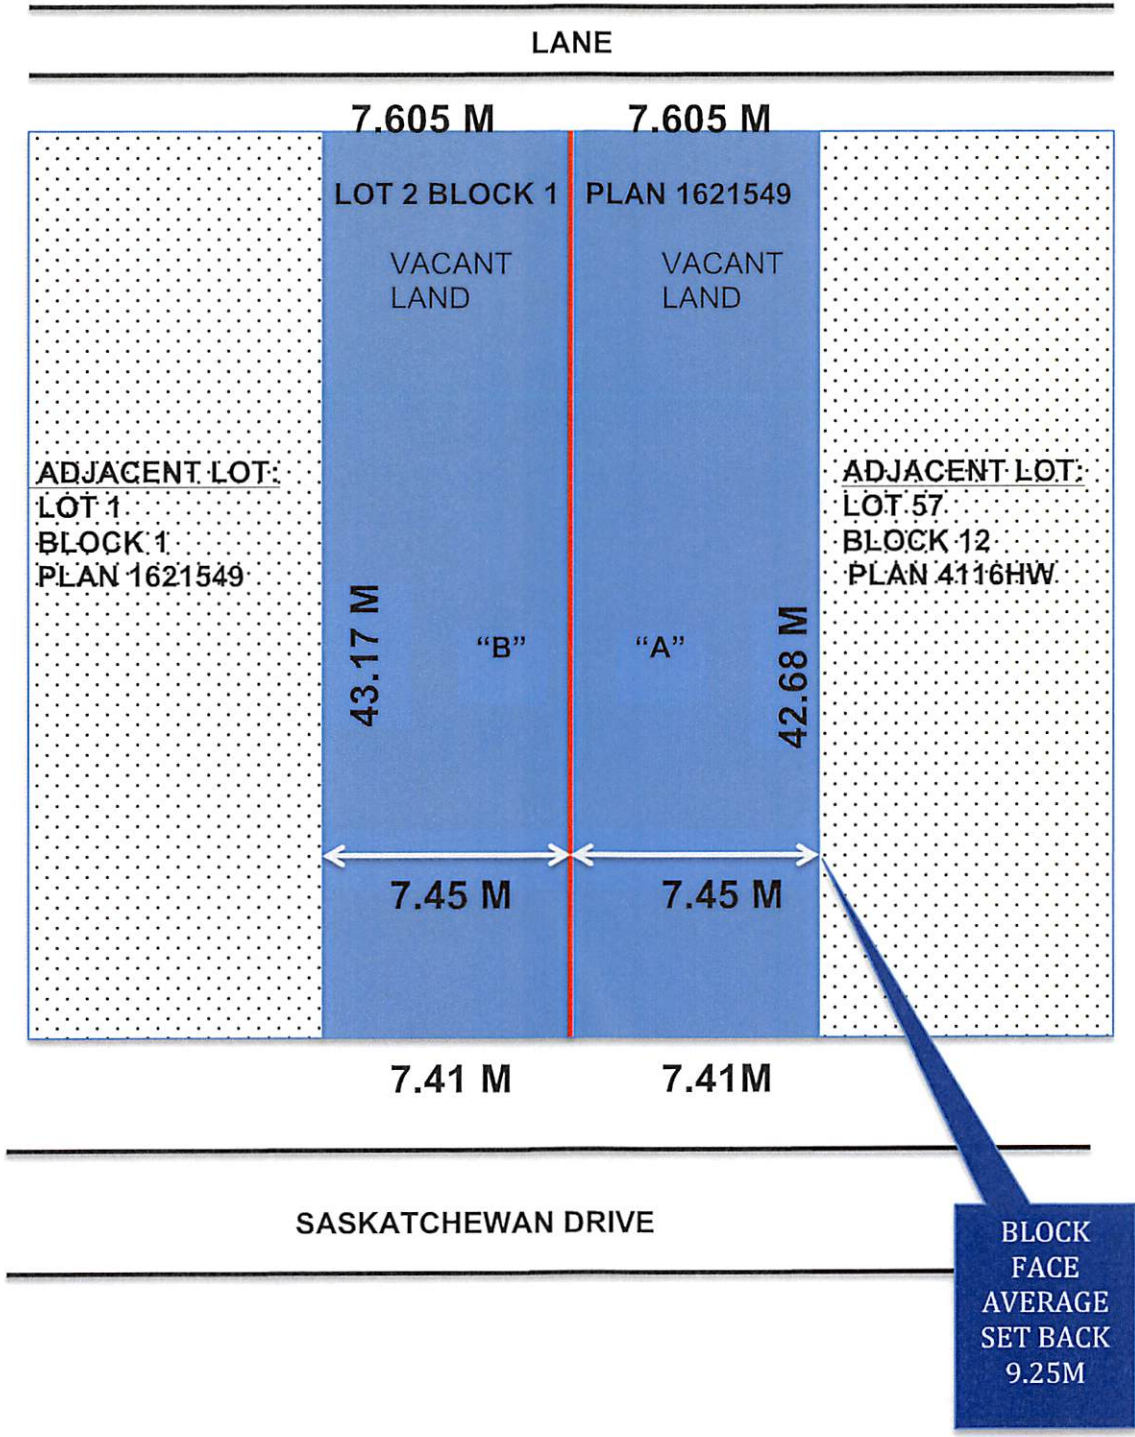 LANE
7.605 M
7.605 M
LOT 2 BLOCK 1
PLAN 1621549
VACANT
LAND
VACANT
LAND
ADJACENT LOT:
LOT 1
BLOCK 1
PLAN 1621549
ADJACENT LOT:
LOT 57
BLOCK 12
PLAN 4116HW
43.17 M
“B”
“A”
42.68 M
7.45 M
7.45 M
7.41 M
7.41M
SASKATCHEWAN DRIVE
BLOCK
FACE
AVERAGE
SET BACK
9.25M